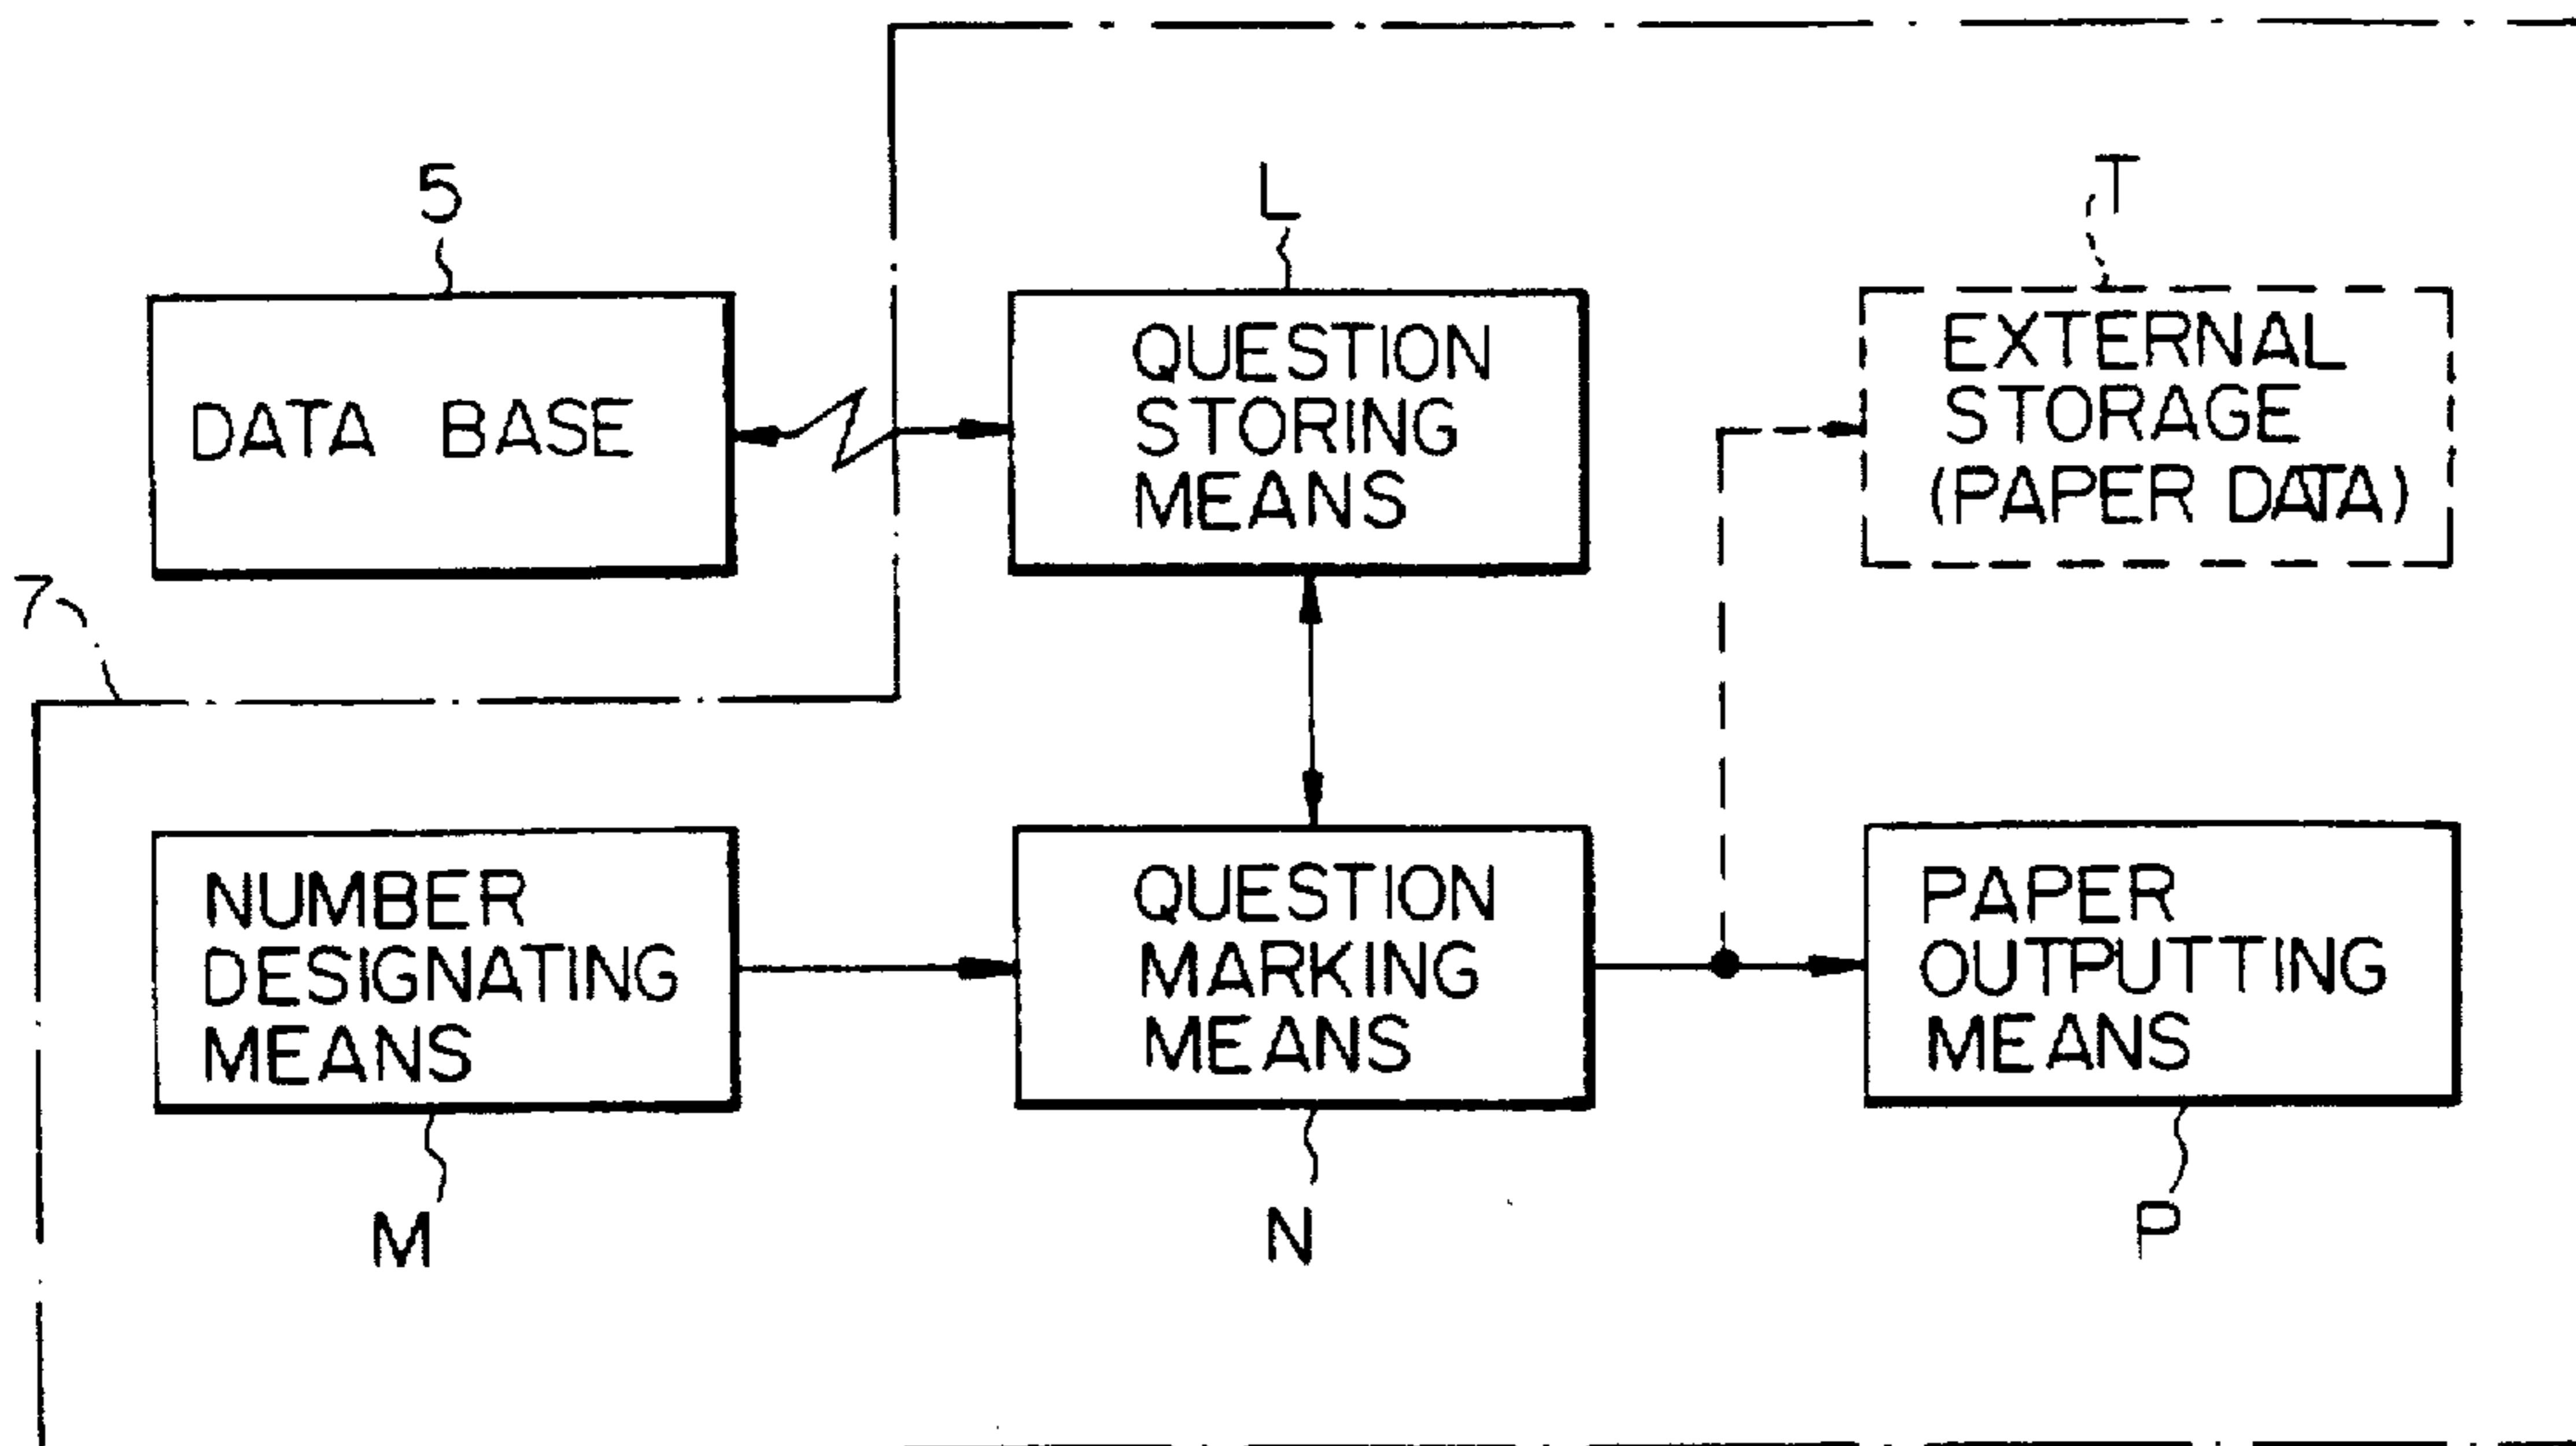 5
DATA BASE
L
QUESTION
STORING
MEANS
T
EXTERNAL
STORAGE
(PAPER DATA)
7
NUMBER
DESIGNATING
MEANS
M
QUESTION
MARKING
MEANS
N
PAPER
OUTPUTTING
MEANS
P